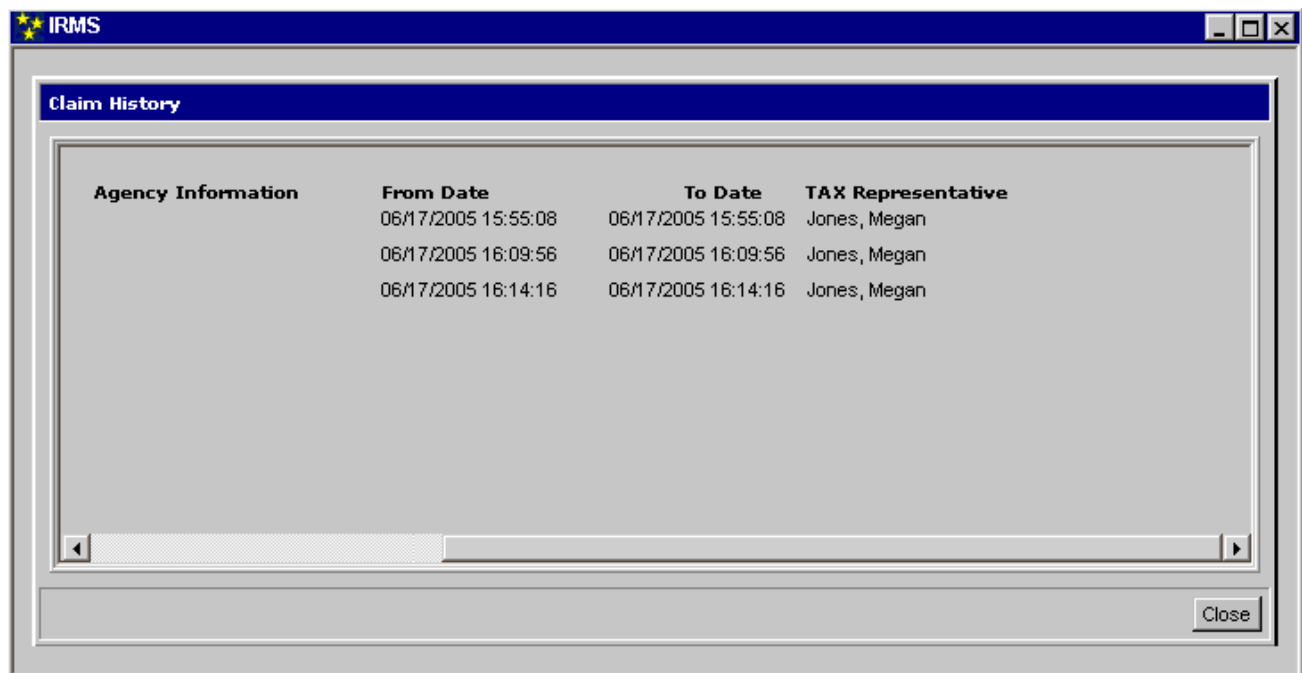 IRMS
Claim History
Agency Information From Date To Date TAX Representative
06/17/2005 15:55:08 06/17/2005 15:55:08 Jones, Megan
06/17/2005 16:09:56 06/17/2005 16:09:56 Jones, Megan
06/17/2005 16:14:16 06/17/2005 16:14:16 Jones, Megan
Close